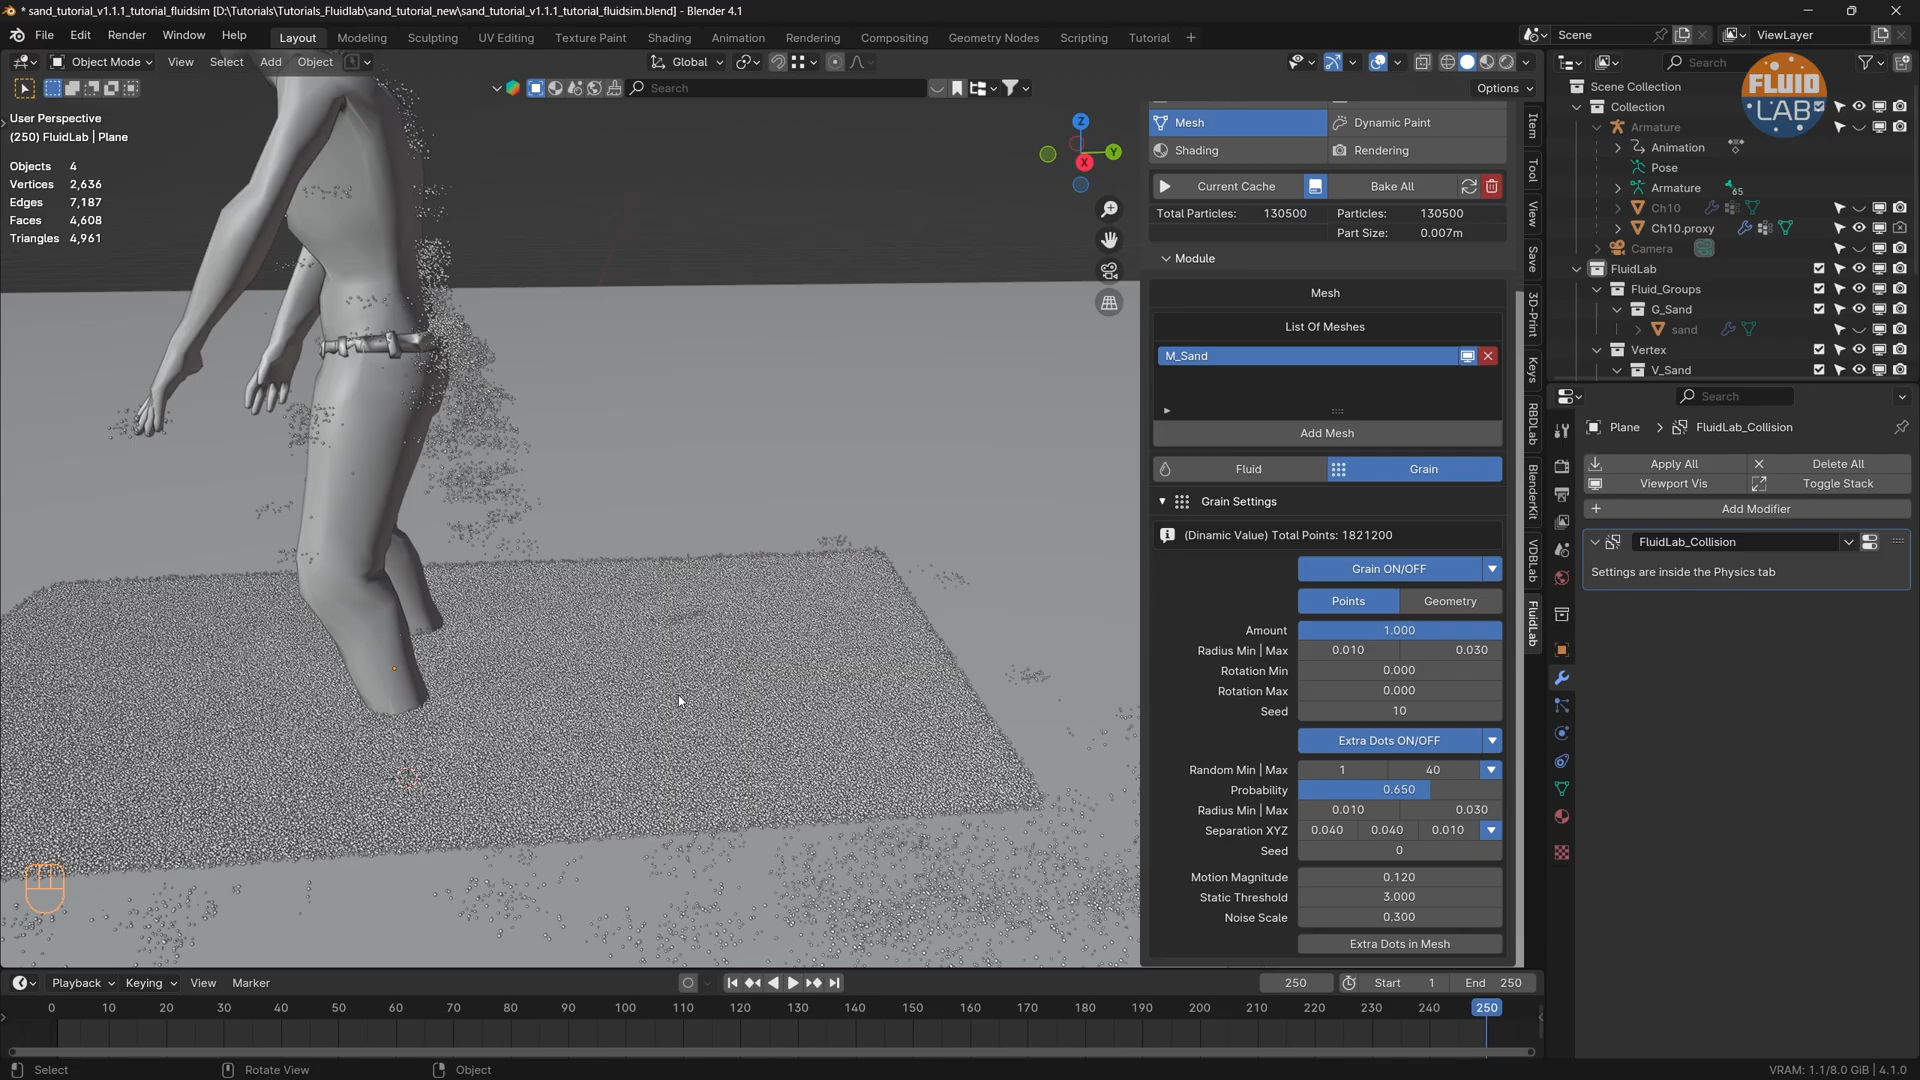 * sand_tutorial_v1.1.1_tutorial_fluidsim [D:\Tutorials\Tutorials_Fluidlab\sand_tutorial_new\sand_tutorial_v1.1.1_tutorial_fluidsim.blend] - Blender 4.1
File Edit Render Window Help Layout Modeling Sculpting UV Editing Texture Paint Shading Animation Rendering Compositing Geometry Nodes Scripting Tutorial + Scene ViewLayer
Object Mode View Select Add Object Global Search
Search Options
FLUID LAB
User Perspective
(250) FluidLab | Plane
Objects 4
Vertices 2,636
Edges 7,187
Faces 4,608
Triangles 4,961
Z
Y
X
Mesh Dynamic Paint
Shading Rendering
Current Cache Bake All
Total Particles: 130500 Particles: 130500
Part Size: 0.007m
Module
Mesh
List Of Meshes
M_Sand
Add Mesh
Fluid Grain
Grain Settings
(Dinamic Value) Total Points: 1821200
Grain ON/OFF
Points Geometry
Amount 1.000
Radius Min | Max 0.010 0.030
Rotation Min 0.000
Rotation Max 0.000
Seed 10
Extra Dots ON/OFF
Random Min | Max 1 40
Probability 0.650
Radius Min | Max 0.010 0.030
Separation XYZ 0.040 0.040 0.010
Seed 0
Motion Magnitude 0.120
Static Threshold 3.000
Noise Scale 0.300
Extra Dots in Mesh
Item
Tool
View
Save
3D-Print
Keys
RBDLab
BlenderKit
VDBLab
FluidLab
Scene Collection
Collection
Armature
Animation
Pose
Armature 65
Ch10
Ch10.proxy
Camera
FluidLab
Fluid_Groups
G_Sand
sand
Vertex
V_Sand
Search
Plane > FluidLab_Collision
Apply All Delete All
Viewport Vis Toggle Stack
Add Modifier
FluidLab_Collision
Settings are inside the Physics tab
Playback Keying View Marker 250 Start 1 End 250
0 10 20 30 40 50 60 70 80 90 100 110 120 130 140 150 160 170 180 190 200 210 220 230 240 250
Select Rotate View Object VRAM: 1.1/8.0 GiB | 4.1.0